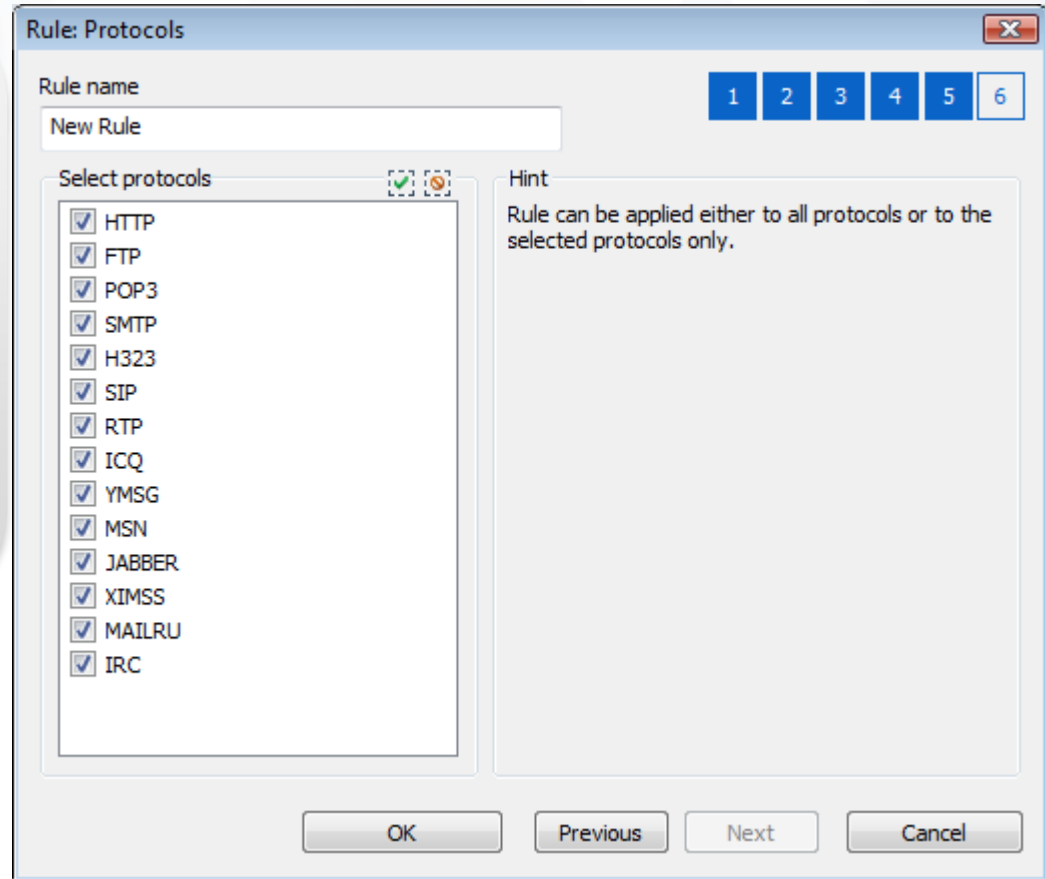 Rule: Protocols
Rule name
1 2 3 4 5 6
New Rule
Select protocols
HTTP
FTP
POP3
SMTP
H323
SIP
RTP
ICQ
YMSG
MSN
JABBER
XIMSS
MAILRU
IRC
Hint
Rule can be applied either to all protocols or to the
selected protocols only.
OK Previous Next Cancel